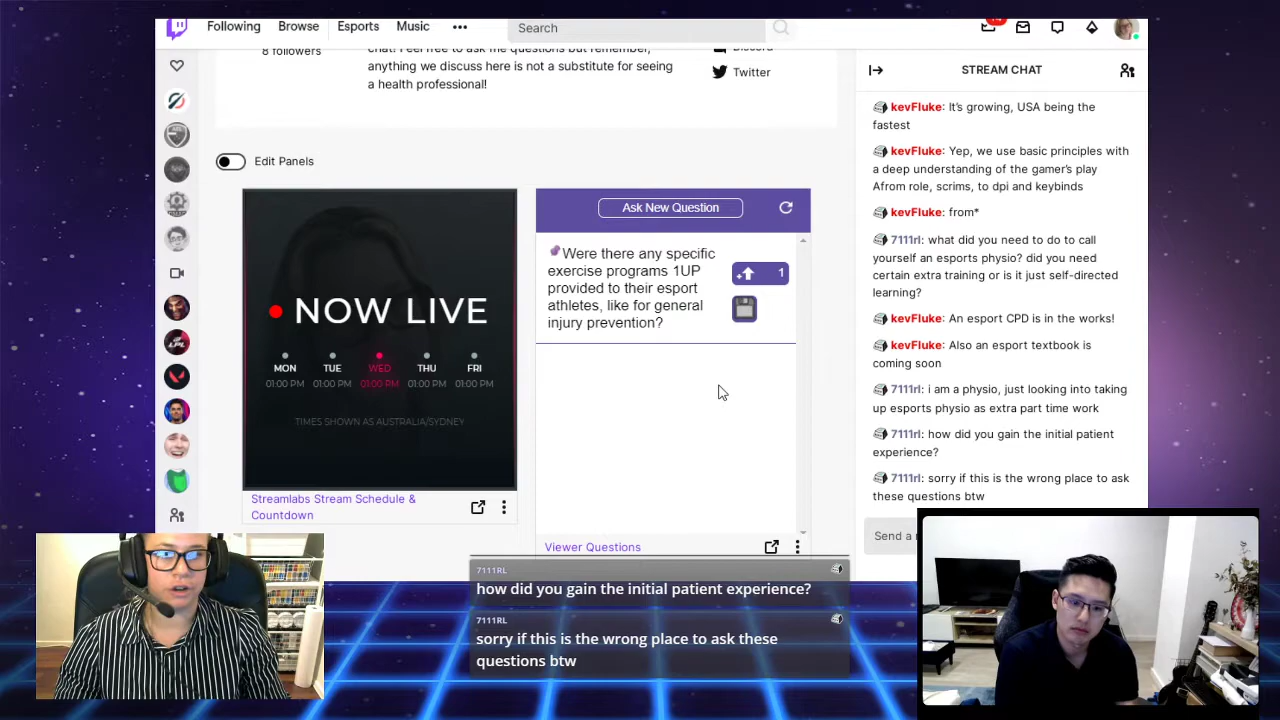 Following
Browse
Esports
Music
Search
8 followers
chat! Feel free to ask me questions but remember,
anything we discuss here is not a substitute for seeing
a health professional!
Discord
Twitter
Edit Panels
NOW LIVE
MON TUE WED THU FRI
01:00 PM 01:00 PM 01:00 PM 01:00 PM 01:00 PM
TIMES SHOWN AS AUSTRALIA/SYDNEY
Streamlabs Stream Schedule &
Countdown
Ask New Question
Were there any specific
exercise programs 1UP
provided to their esport
athletes, like for general
injury prevention?
1
Viewer Questions
STREAM CHAT
kevFluke: It's growing, USA being the
fastest
kevFluke: Yep, we use basic principles with
a deep understanding of the gamer's play
Afrom role, scrims, to dpi and keybinds
kevFluke: from*
7111rl: what did you need to do to call
yourself an esports physio? did you need
certain extra training or is it just self-directed
learning?
kevFluke: An esport CPD is in the works!
kevFluke: Also an esport textbook is
coming soon
7111rl: i am a physio, just looking into taking
up esports physio as extra part time work
7111rl: how did you gain the initial patient
experience?
7111rl: sorry if this is the wrong place to ask
these questions btw
Send a
7111RL
how did you gain the initial patient experience?
7111RL
sorry if this is the wrong place to ask these
questions btw